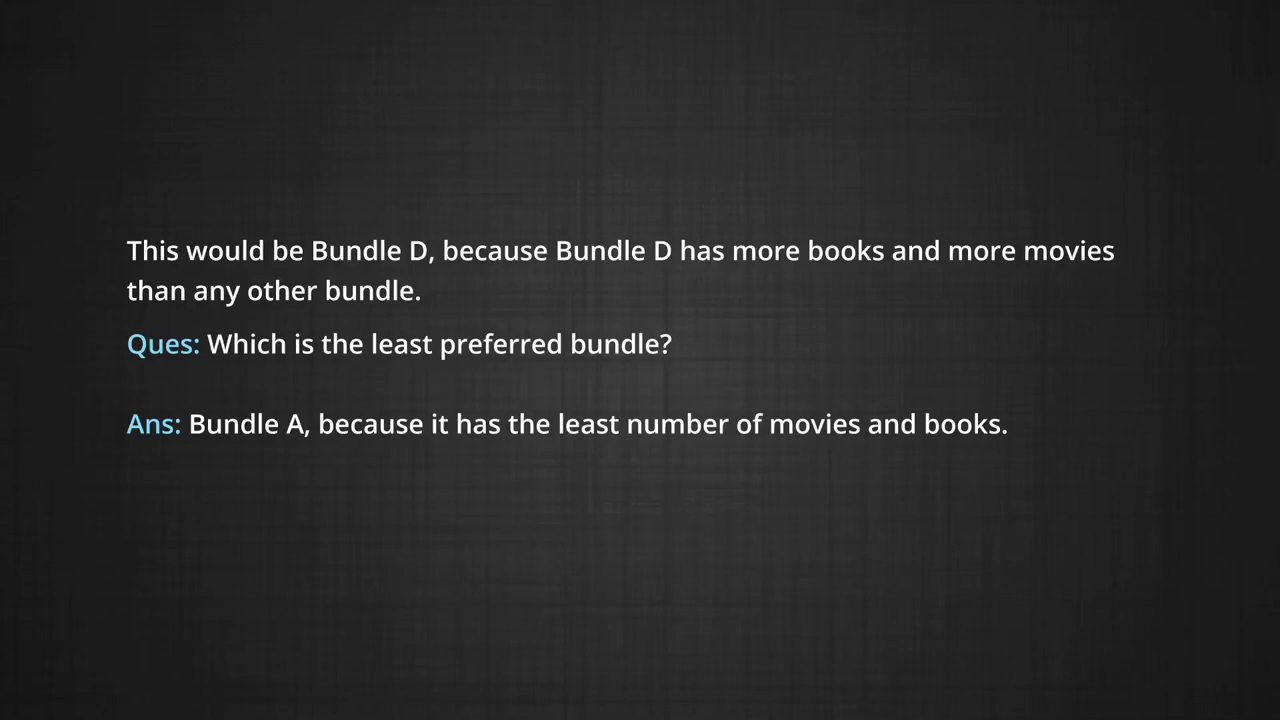 This would be Bundle D, because Bundle D has more books and more movies
than any other bundle.
Ques: Which is the least preferred bundle?
Ans: Bundle A, because it has the least number of movies and books.